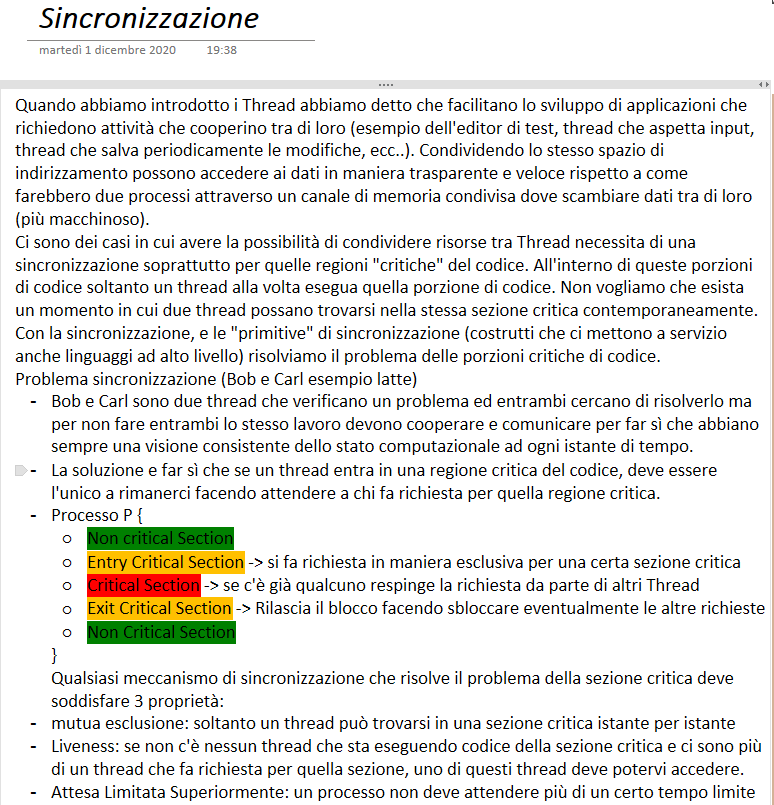 Sincronizzazione
martedì 1 dicembre 2020 19:38
Quando abbiamo introdotto i Thread abbiamo detto che facilitano lo sviluppo di applicazioni che
richiedono attività che cooperino tra di loro (esempio dell'editor di test, thread che aspetta input,
thread che salva periodicamente le modifiche, ecc..). Condividendo lo stesso spazio di
indirizzamento possono accedere ai dati in maniera trasparente e veloce rispetto a come
farebbero due processi attraverso un canale di memoria condivisa dove scambiare dati tra di loro
(più macchinoso).
Ci sono dei casi in cui avere la possibilità di condividere risorse tra Thread necessita di una
sincronizzazione soprattutto per quelle regioni "critiche" del codice. All'interno di queste porzioni
di codice soltanto un thread alla volta esegua quella porzione di codice. Non vogliamo che esista
un momento in cui due thread possano trovarsi nella stessa sezione critica contemporaneamente.
Con la sincronizzazione, e le "primitive" di sincronizzazione (costrutti che ci mettono a servizio
anche linguaggi ad alto livello) risolviamo il problema delle porzioni critiche di codice.
Problema sincronizzazione (Bob e Carl esempio latte)
- Bob e Carl sono due thread che verificano un problema ed entrambi cercano di risolverlo ma
per non fare entrambi lo stesso lavoro devono cooperare e comunicare per far sì che abbiano
sempre una visione consistente dello stato computazionale ad ogni istante di tempo.
- La soluzione e far sì che se un thread entra in una regione critica del codice, deve essere
l'unico a rimanerci facendo attendere a chi fa richiesta per quella regione critica.
- Processo P {
o Non critical Section
o Entry Critical Section -> si fa richiesta in maniera esclusiva per una certa sezione critica
o Critical Section -> se c'è già qualcuno respinge la richiesta da parte di altri Thread
o Exit Critical Section -> Rilascia il blocco facendo sbloccare eventualmente le altre richieste
o Non Critical Section
}
Qualsiasi meccanismo di sincronizzazione che risolve il problema della sezione critica deve
soddisfare 3 proprietà:
- mutua esclusione: soltanto un thread può trovarsi in una sezione critica istante per istante
- Liveness: se non c'è nessun thread che sta eseguendo codice della sezione critica e ci sono più
di un thread che fa richiesta per quella sezione, uno di questi thread deve potervi accedere.
- Attesa Limitata Superiormente: un processo non deve attendere più di un certo tempo limite